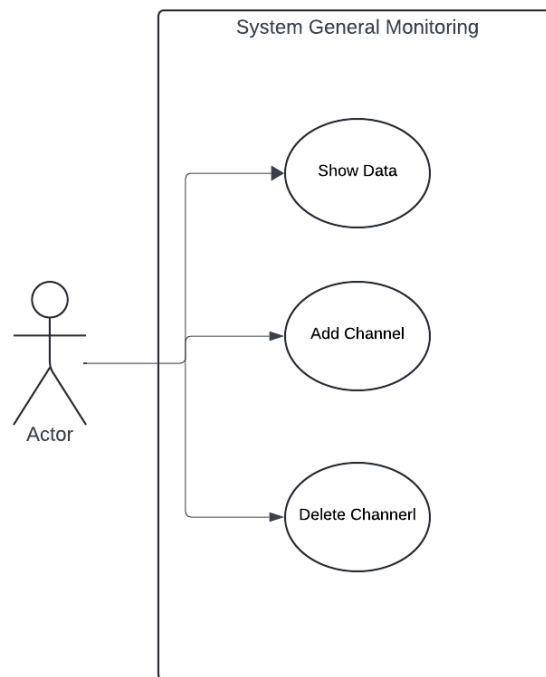 System General Monitoring
Show Data
Add Channel
Actor
Delete Channerl